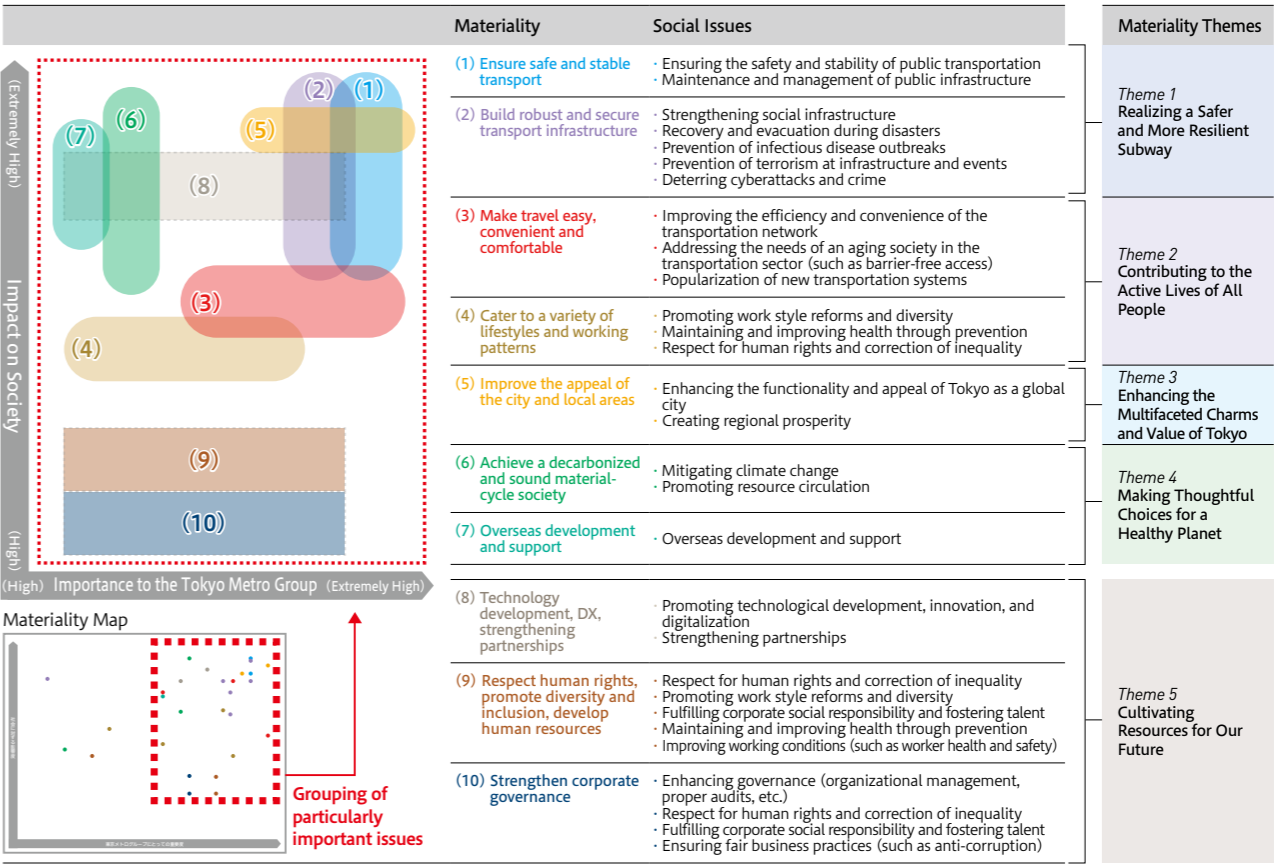 Materiality
Social Issues
Materiality Themes
(Extremely High)
Impact on Society
(High)
(1)
(2)
(5)
(6)
(7)
(8)
(3)
(4)
(9)
(10)
(High) Importance to the Tokyo Metro Group (Extremely High)
Materiality Map
Grouping of
particularly
important issues
(1) Ensure safe and stable
transport
· Ensuring the safety and stability of public transportation
· Maintenance and management of public infrastructure
(2) Build robust and secure
transport infrastructure
· Strengthening social infrastructure
· Recovery and evacuation during disasters
· Prevention of infectious disease outbreaks
· Prevention of terrorism at infrastructure and events
· Deterring cyberattacks and crime
Theme 1
Realizing a Safer
and More Resilient
Subway
(3) Make travel easy,
convenient and
comfortable
· Improving the efficiency and convenience of the
transportation network
· Addressing the needs of an aging society in the
transportation sector (such as barrier-free access)
· Popularization of new transportation systems
(4) Cater to a variety of
lifestyles and working
patterns
· Promoting work style reforms and diversity
· Maintaining and improving health through prevention
· Respect for human rights and correction of inequality
Theme 2
Contributing to the
Active Lives of All
People
(5) Improve the appeal of
the city and local areas
· Enhancing the functionality and appeal of Tokyo as a global
city
· Creating regional prosperity
Theme 3
Enhancing the
Multifaceted Charms
and Value of Tokyo
(6) Achieve a decarbonized
and sound material-
cycle society
· Mitigating climate change
· Promoting resource circulation
(7) Overseas development
and support
· Overseas development and support
Theme 4
Making Thoughtful
Choices for a
Healthy Planet
(8) Technology
development, DX,
strengthening
partnerships
· Promoting technological development, innovation, and
digitalization
· Strengthening partnerships
(9) Respect human rights,
promote diversity and
inclusion, develop
human resources
· Respect for human rights and correction of inequality
· Promoting work style reforms and diversity
· Fulfilling corporate social responsibility and fostering talent
· Maintaining and improving health through prevention
· Improving working conditions (such as worker health and safety)
(10) Strengthen corporate
governance
· Enhancing governance (organizational management,
proper audits, etc.)
· Respect for human rights and correction of inequality
· Fulfilling corporate social responsibility and fostering talent
· Ensuring fair business practices (such as anti-corruption)
Theme 5
Cultivating
Resources for Our
Future